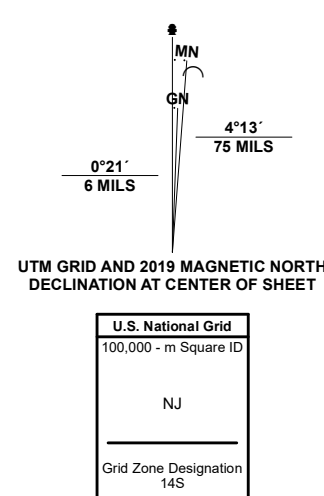 MN
GN
4°13´
75 MILS
0°21´
6 MILS
UTM GRID AND 2019 MAGNETIC NORTH
DECLINATION AT CENTER OF SHEET
U.S. National Grid
100,000 - m Square ID
NJ
Grid Zone Designation
14S